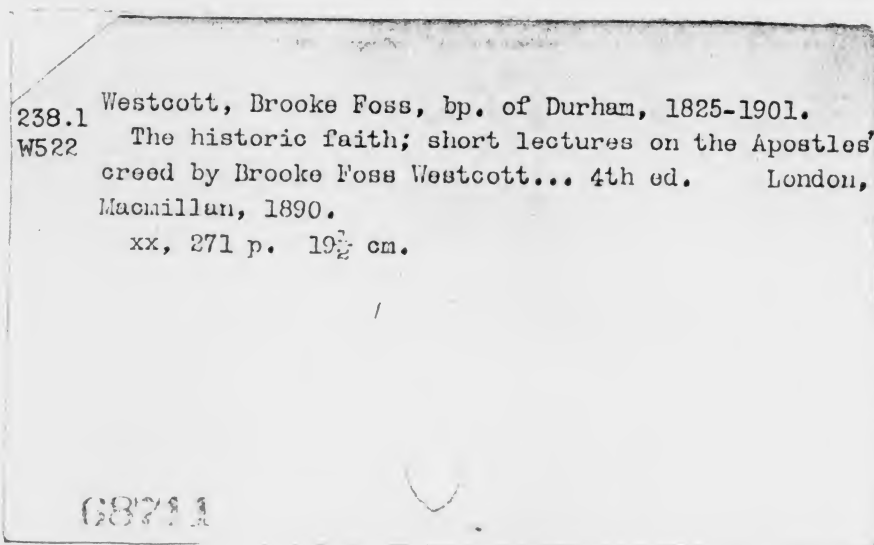 238.1 Westcott, Brooke Foss, bp. of Durham, 1825-1901.
W522 The historic faith; short lectures on the Apostles'
creed by Brooke Foss Westcott... 4th ed. London,
Macmillan, 1890.
xx, 271 p. 19½ cm.
68711